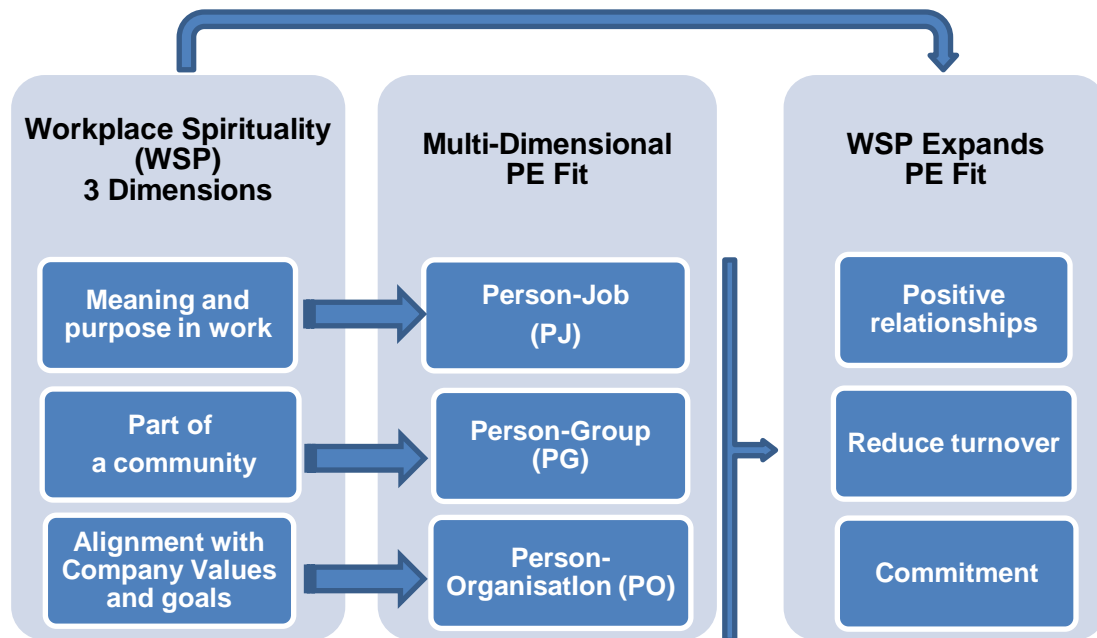 Workplace Spirituality
(WSP)
3 Dimensions
Meaning and
purpose in work
Part of
a community
Alignment with
Company Values
and goals
Multi-Dimensional
PE Fit
Person-Job
(PJ)
Person-Group
(PG)
Person-
OrganisatIon (PO)
WSP Expands
PE Fit
Positive
relationships
Reduce turnover
Commitment